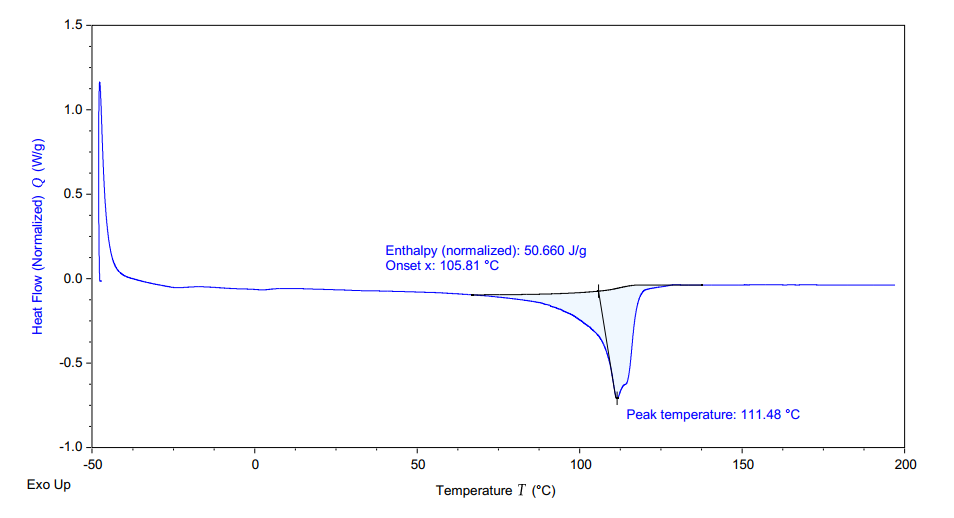 1.5
1.0
0.5
0.0
-0.5
-1.0
Heat Flow (Normalized) Q (W/g)
Enthalpy (normalized): 50.660 J/g
Onset x: 105.81 °C
Peak temperature: 111.48 °C
-50 0 50 100 150 200
Exo Up
Temperature T (°C)